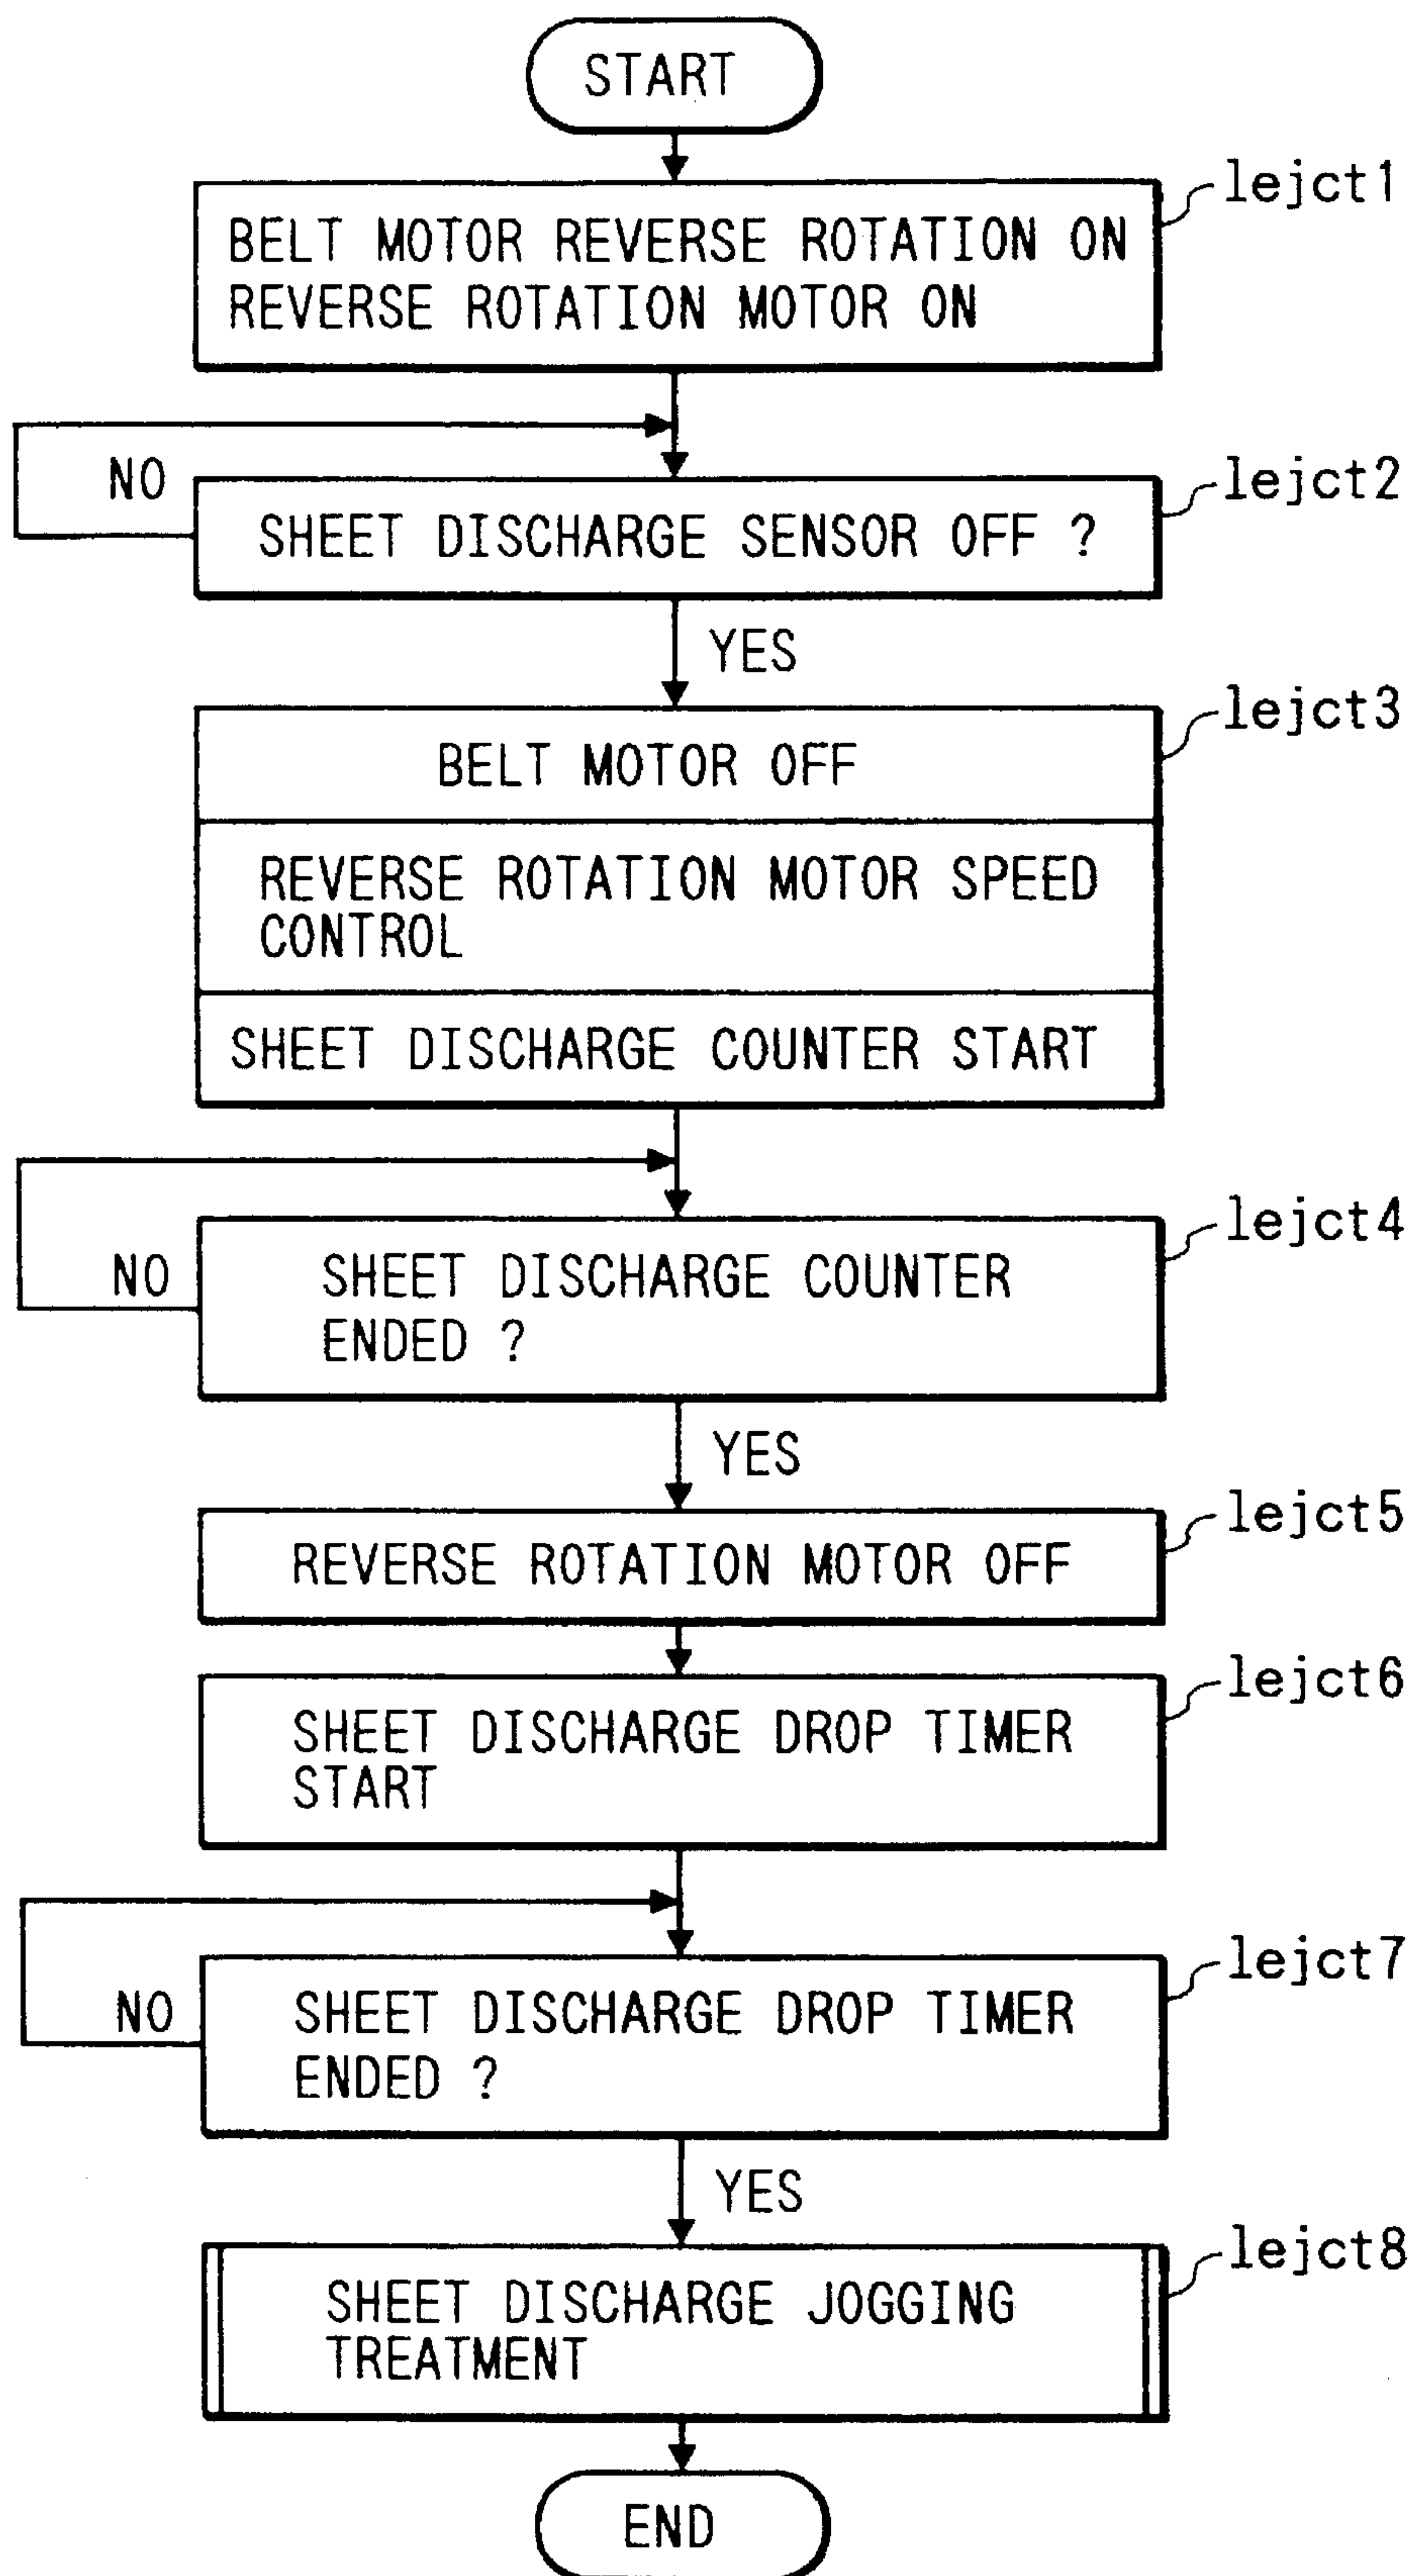 START
lejct1
BELT MOTOR REVERSE ROTATION ON
REVERSE ROTATION MOTOR ON
NO
lejct2
SHEET DISCHARGE SENSOR OFF ?
YES
lejct3
BELT MOTOR OFF
REVERSE ROTATION MOTOR SPEED
CONTROL
SHEET DISCHARGE COUNTER START
lejct4
NO
SHEET DISCHARGE COUNTER
ENDED ?
YES
lejct5
REVERSE ROTATION MOTOR OFF
lejct6
SHEET DISCHARGE DROP TIMER
START
lejct7
NO
SHEET DISCHARGE DROP TIMER
ENDED ?
YES
lejct8
SHEET DISCHARGE JOGGING
TREATMENT
END